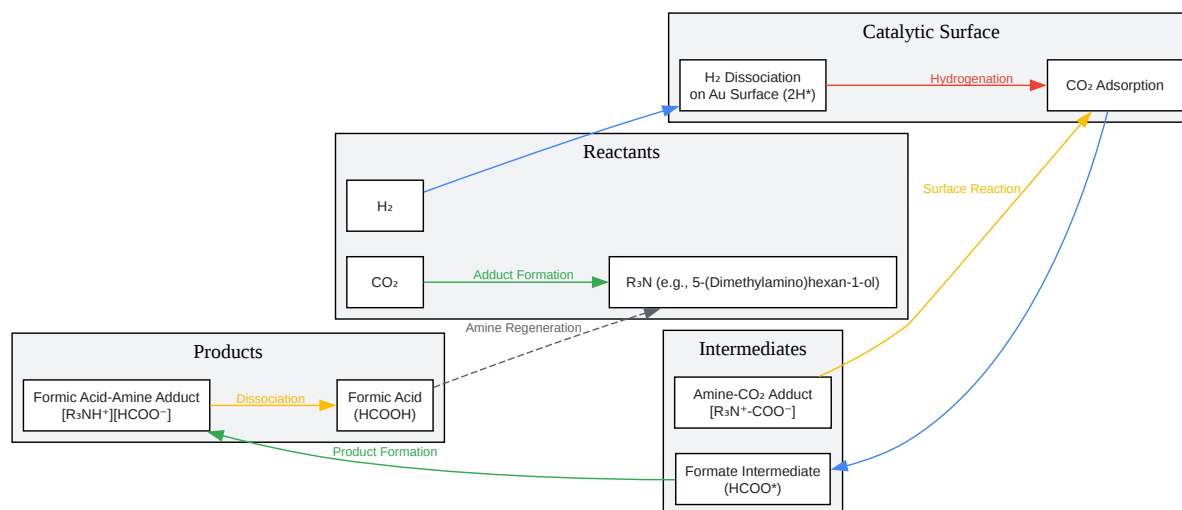 Catalytic Surface
H₂ Dissociation
on Au Surface (2H*)
Hydrogenation
CO₂ Adsorption
Reactants
H₂
Surface Reaction
CO₂
Adduct Formation
R₃N (e.g., 5-(Dimethylamino)hexan-1-ol)
Amine Regeneration
Products
Formic Acid-Amine Adduct
[R₃NH⁺][HCOO⁻]
Dissociation
Formic Acid
(HCOOH)
Intermediates
Amine-CO₂ Adduct
[R₃N⁺-COO⁻]
Product Formation
Formate Intermediate
(HCOO*)